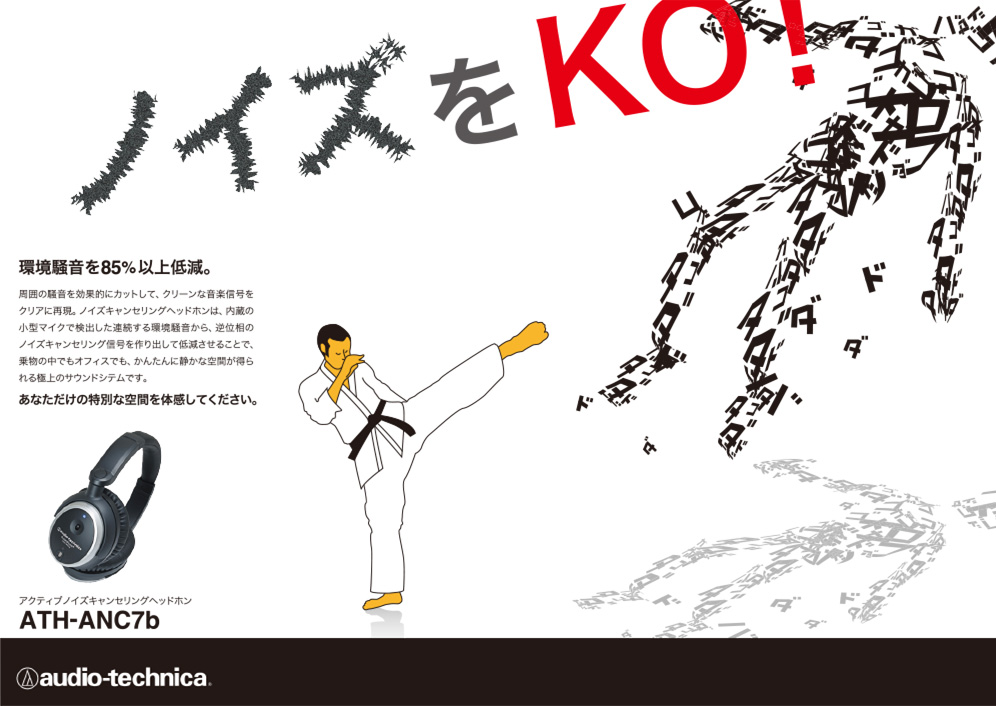 ノイズをKO!
環境騒音を85%以上低減。
周囲の騒音を効果的にカットして、クリーンな音楽信号を
クリアに再現。ノイズキャンセリングヘッドホンは、内蔵の
小型マイクで検出した連続する環境騒音から、逆位相の
ノイズキャンセリング信号を作り出して低減させることで、
乗物の中でもオフィスでも、かんたんに静かな空間が得ら
れる極上のサウンドシテムです。
あなただけの特別な空間を体感してください。
audio-technica
アクティブノイズキャンセリングヘッドホン
ATH-ANC7b
ド
ダ
ド
ダ
ダ
ド
ダ
audio-technica®